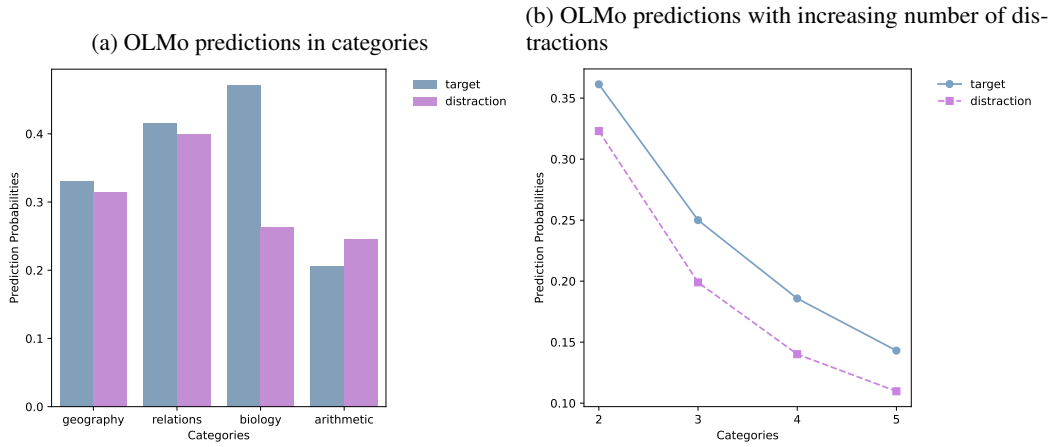 (a) OLMo predictions in categories
target
distraction
Prediction Probabilities
0.4
0.3
0.2
0.1
0.0
geography relations biology arithmetic
Categories
(b) OLMo predictions with increasing number of dis-
tractions
target
distraction
Prediction Probabilities
0.35
0.30
0.25
0.20
0.15
0.10
2 3 4 5
Categories